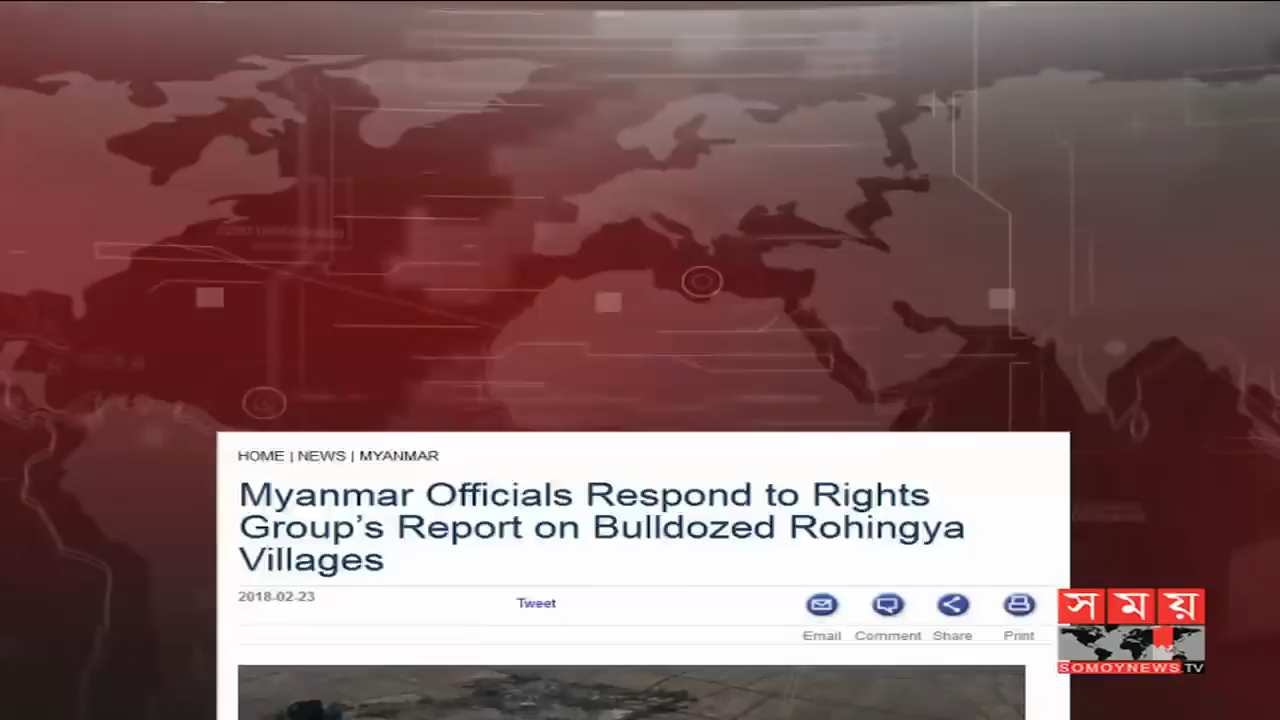 HOME | NEWS | MYANMAR
Myanmar Officials Respond to Rights
Group's Report on Bulldozed Rohingya
Villages
2018-02-23
Tweet
Email Comment Share Print
সময়
SOMOYNEWS.TV